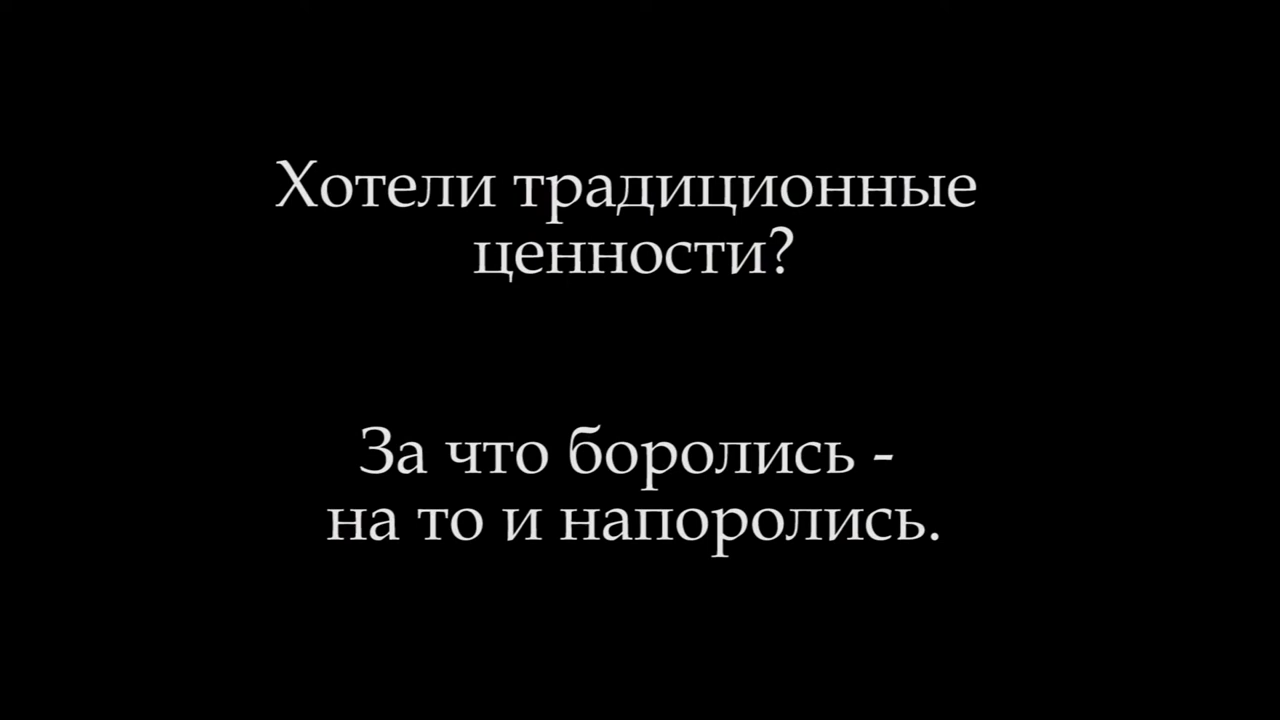 Хотели традиционные
ценности?
За что боролись -
на то и напоролись.